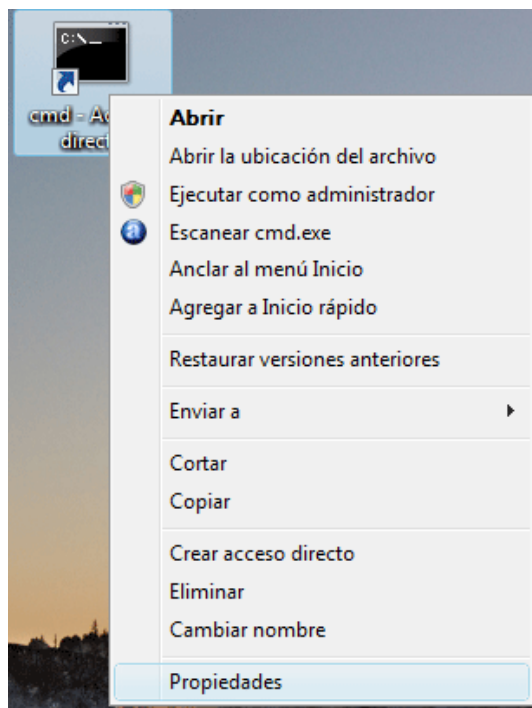 C:\_
cmd - Ac
direct
Abrir
Abrir la ubicación del archivo
Ejecutar como administrador
Escanear cmd.exe
Anclar al menú Inicio
Agregar a Inicio rápido
Restaurar versiones anteriores
Enviar a
Cortar
Copiar
Crear acceso directo
Eliminar
Cambiar nombre
Propiedades